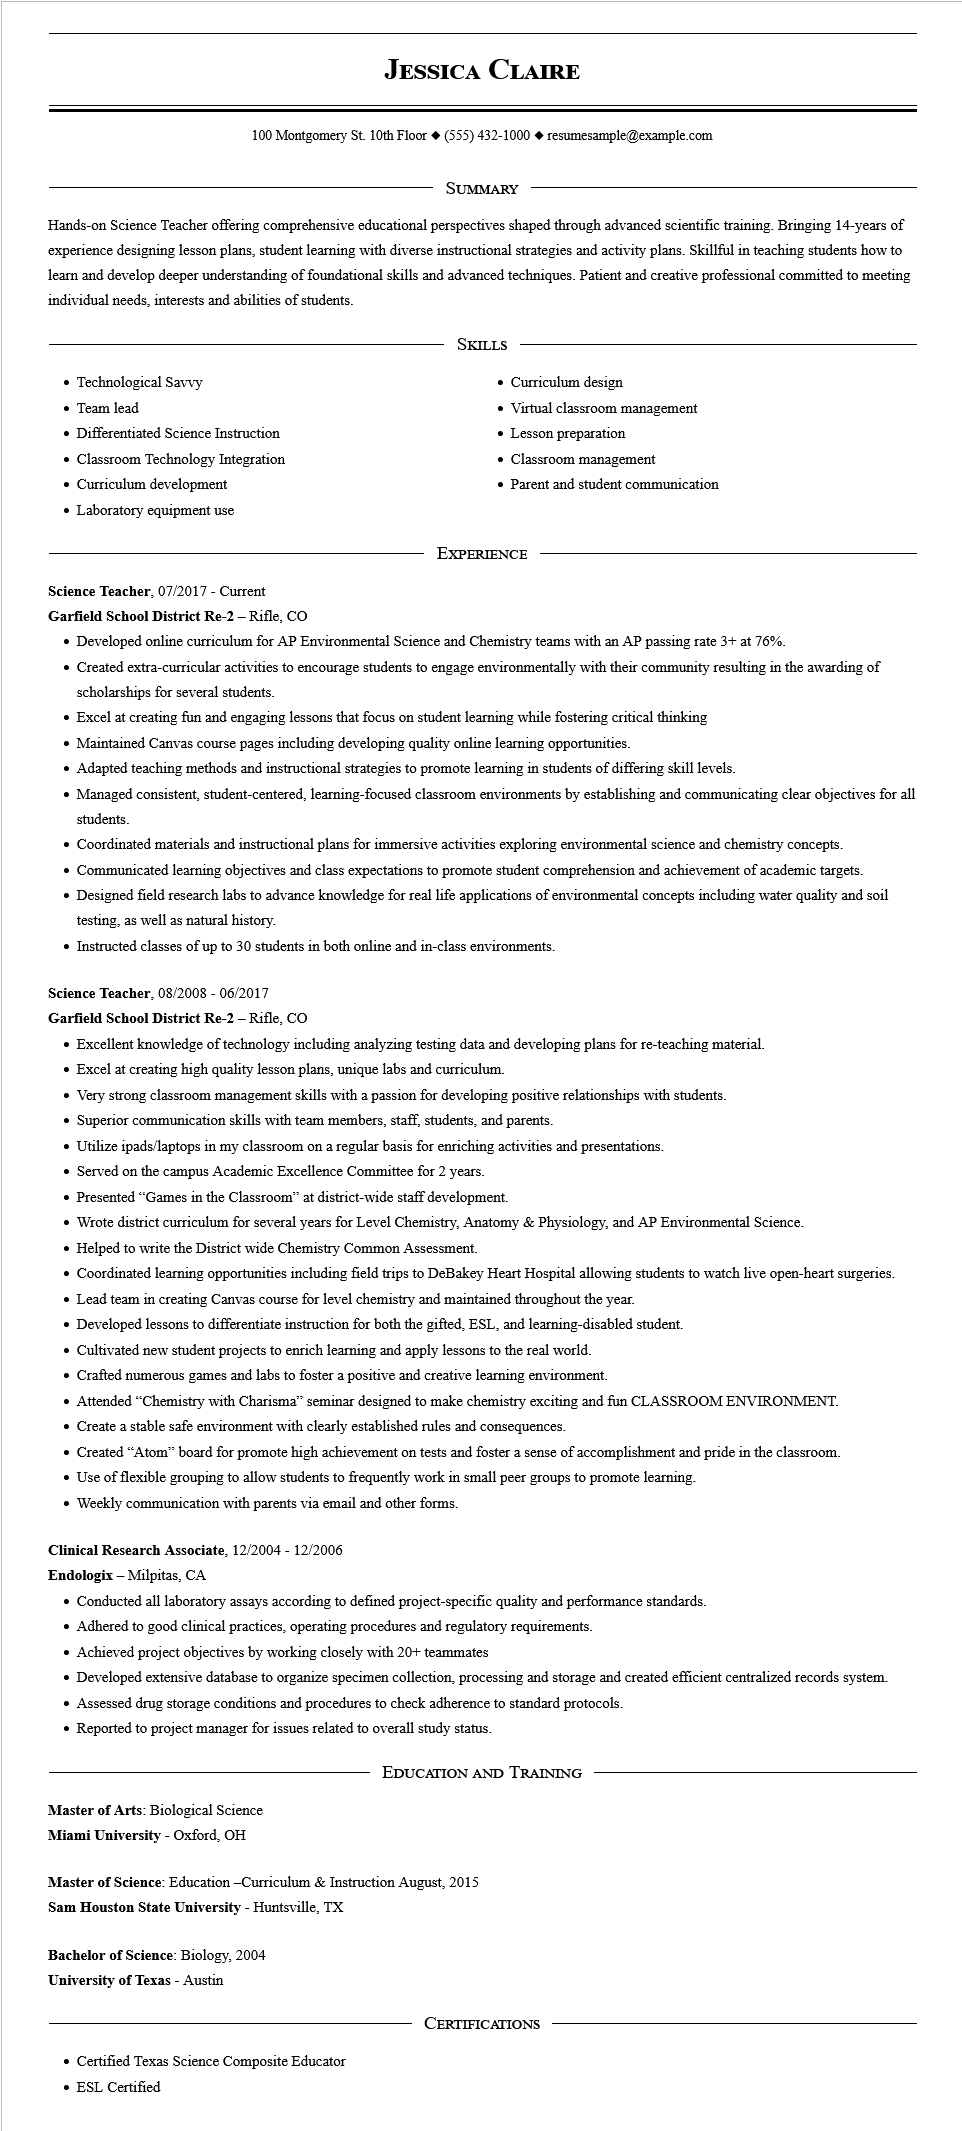 Jessica Claire
100 Montgomery St. 10th Floor ◆ (555) 432-1000 ◆ resumesample@example.com
Summary
Hands-on Science Teacher offering comprehensive educational perspectives shaped through advanced scientific training. Bringing 14-years of
experience designing lesson plans, student learning with diverse instructional strategies and activity plans. Skillful in teaching students how to
learn and develop deeper understanding of foundational skills and advanced techniques. Patient and creative professional committed to meeting
individual needs, interests and abilities of students.
Skills
• Technological Savvy
• Team lead
• Differentiated Science Instruction
• Classroom Technology Integration
• Curriculum development
• Laboratory equipment use
• Curriculum design
• Virtual classroom management
• Lesson preparation
• Classroom management
• Parent and student communication
Experience
Science Teacher, 07/2017 - Current
Garfield School District Re-2 – Rifle, CO
• Developed online curriculum for AP Environmental Science and Chemistry teams with an AP passing rate 3+ at 76%.
• Created extra-curricular activities to encourage students to engage environmentally with their community resulting in the awarding of
scholarships for several students.
• Excel at creating fun and engaging lessons that focus on student learning while fostering critical thinking
• Maintained Canvas course pages including developing quality online learning opportunities.
• Adapted teaching methods and instructional strategies to promote learning in students of differing skill levels.
• Managed consistent, student-centered, learning-focused classroom environments by establishing and communicating clear objectives for all
students.
• Coordinated materials and instructional plans for immersive activities exploring environmental science and chemistry concepts.
• Communicated learning objectives and class expectations to promote student comprehension and achievement of academic targets.
• Designed field research labs to advance knowledge for real life applications of environmental concepts including water quality and soil
testing, as well as natural history.
• Instructed classes of up to 30 students in both online and in-class environments.
Science Teacher, 08/2008 - 06/2017
Garfield School District Re-2 – Rifle, CO
• Excellent knowledge of technology including analyzing testing data and developing plans for re-teaching material.
• Excel at creating high quality lesson plans, unique labs and curriculum.
• Very strong classroom management skills with a passion for developing positive relationships with students.
• Superior communication skills with team members, staff, students, and parents.
• Utilize ipads/laptops in my classroom on a regular basis for enriching activities and presentations.
• Served on the campus Academic Excellence Committee for 2 years.
• Presented “Games in the Classroom” at district-wide staff development.
• Wrote district curriculum for several years for Level Chemistry, Anatomy & Physiology, and AP Environmental Science.
• Helped to write the District wide Chemistry Common Assessment.
• Coordinated learning opportunities including field trips to DeBakey Heart Hospital allowing students to watch live open-heart surgeries.
• Lead team in creating Canvas course for level chemistry and maintained throughout the year.
• Developed lessons to differentiate instruction for both the gifted, ESL, and learning-disabled student.
• Cultivated new student projects to enrich learning and apply lessons to the real world.
• Crafted numerous games and labs to foster a positive and creative learning environment.
• Attended “Chemistry with Charisma” seminar designed to make chemistry exciting and fun CLASSROOM ENVIRONMENT.
• Create a stable safe environment with clearly established rules and consequences.
• Created “Atom” board for promote high achievement on tests and foster a sense of accomplishment and pride in the classroom.
• Use of flexible grouping to allow students to frequently work in small peer groups to promote learning.
• Weekly communication with parents via email and other forms.
Clinical Research Associate, 12/2004 - 12/2006
Endologix – Milpitas, CA
• Conducted all laboratory assays according to defined project-specific quality and performance standards.
• Adhered to good clinical practices, operating procedures and regulatory requirements.
• Achieved project objectives by working closely with 20+ teammates
• Developed extensive database to organize specimen collection, processing and storage and created efficient centralized records system.
• Assessed drug storage conditions and procedures to check adherence to standard protocols.
• Reported to project manager for issues related to overall study status.
Education and Training
Master of Arts: Biological Science
Miami University - Oxford, OH
Master of Science: Education –Curriculum & Instruction August, 2015
Sam Houston State University - Huntsville, TX
Bachelor of Science: Biology, 2004
University of Texas - Austin
Certifications
• Certified Texas Science Composite Educator
• ESL Certified